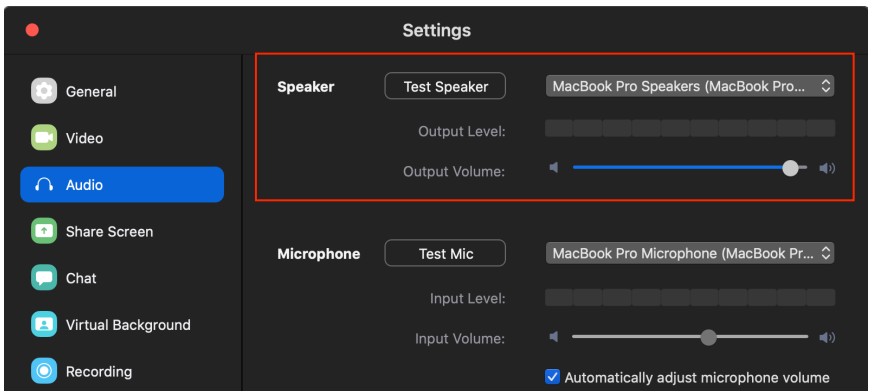 Settings
General
Video
Audio
Share Screen
Chat
Virtual Background
Recording
Speaker
Test Speaker
MacBook Pro Speakers (MacBook Pro...
Output Level:
Output Volume:
Microphone
Test Mic
MacBook Pro Microphone (MacBook Pr...
Input Level:
Input Volume:
Automatically adjust microphone volume